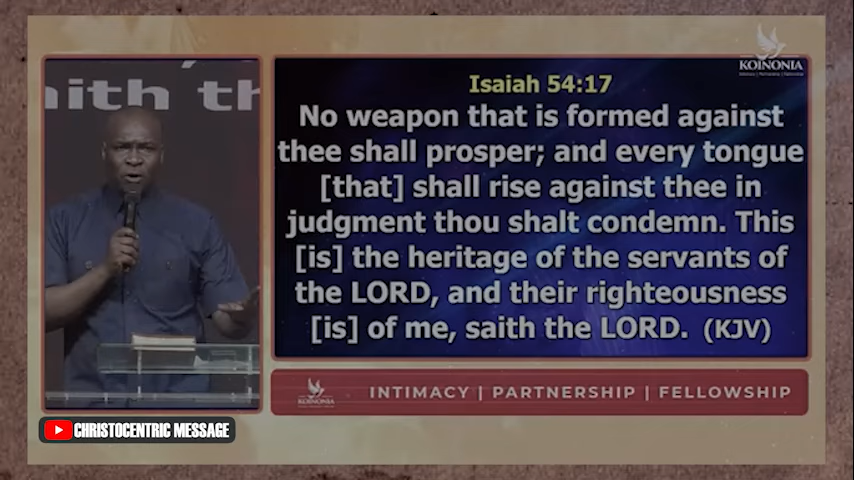 KOINONIA
aith th
Isaiah 54:17
No weapon that is formed against
thee shall prosper; and every tongue
[that] shall rise against thee in
judgment thou shalt condemn. This
[is] the heritage of the servants of
the LORD, and their righteousness
[is] of me, saith the LORD. (KJV)
KOINONIA
INTIMACY | PARTNERSHIP | FELLOWSHIP
CHRISTOCENTRIC MESSAGE